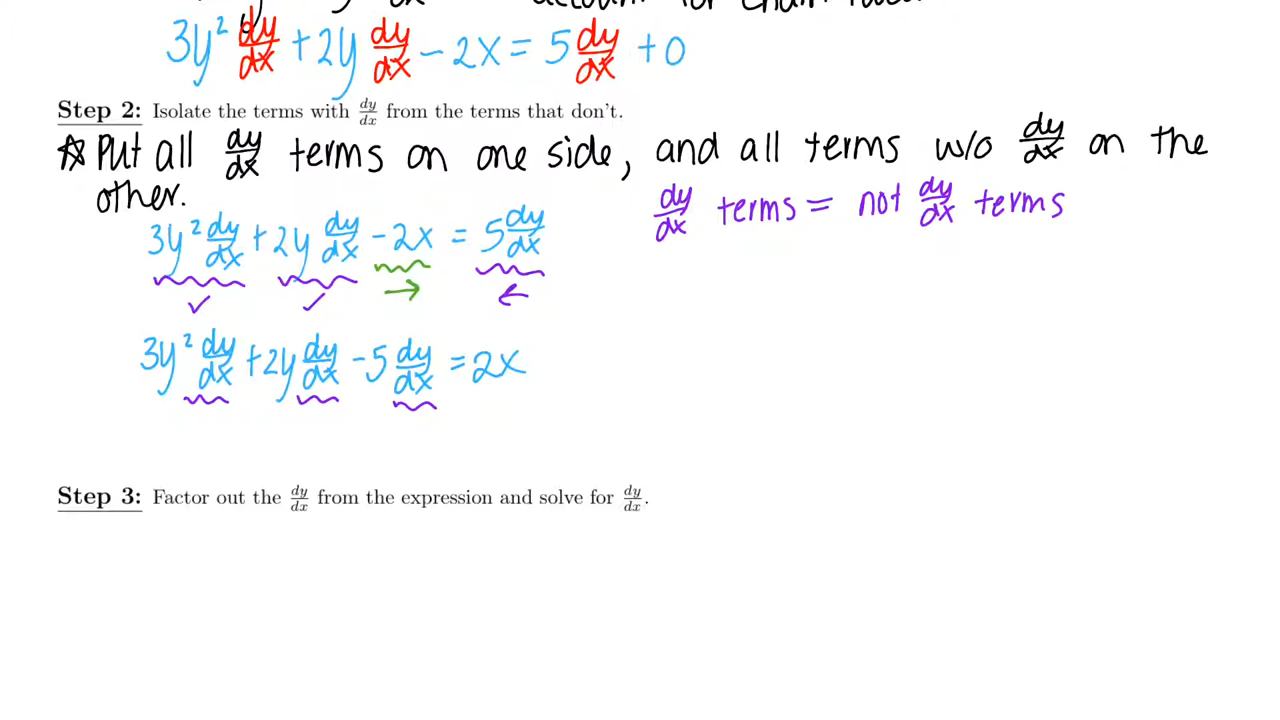 account for chain rule.
3y² dy/dx + 2y dy/dx - 2x = 5 dy/dx + 0
Step 2: Isolate the terms with dy/dx from the terms that don't.
☆ Put all dy/dx terms on one side, and all terms w/o dy/dx on the
other.
dy/dx terms = not dy/dx terms
3y² dy/dx + 2y dy/dx - 2x = 5 dy/dx
✓ ✓ → ←
3y² dy/dx + 2y dy/dx - 5 dy/dx = 2x
Step 3: Factor out the dy/dx from the expression and solve for dy/dx.